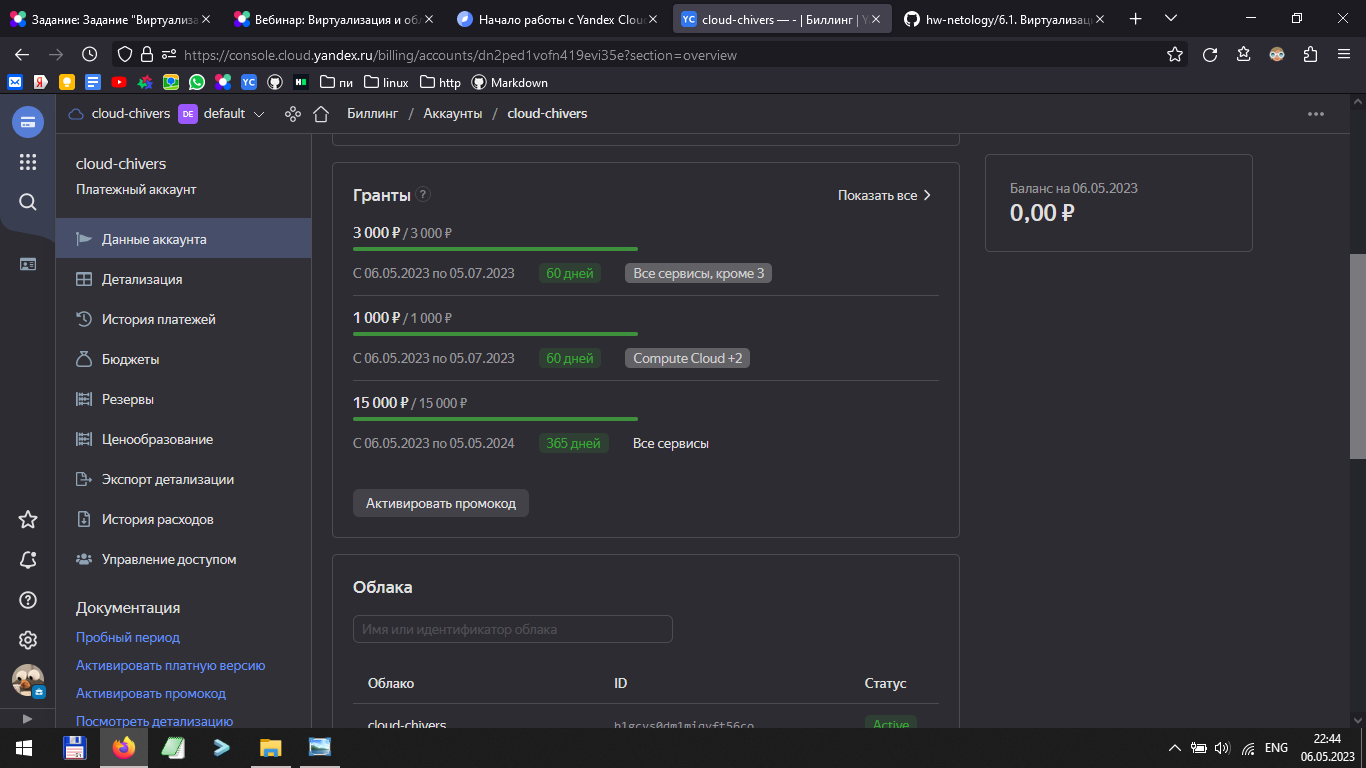 Задание: Задание "Виртуализа
Вебинар: Виртуализация и обл
Начало работы с Yandex Clou
YC cloud-chivers — - | Биллинг | Y
hw-netology/6.1. Виртуализаци
https://console.cloud.yandex.ru/billing/accounts/dn2ped1vofn419evi35e?section=overview
Я YC пи linux http Markdown
cloud-chivers DE default Биллинг / Аккаунты / cloud-chivers
cloud-chivers
Платежный аккаунт
Данные аккаунта
Детализация
История платежей
Бюджеты
Резервы
Ценообразование
Экспорт детализации
История расходов
Управление доступом
Документация
Пробный период
Активировать платную версию
Активировать промокод
Посмотреть детализацию
Гранты ? Показать все
3 000 ₽ / 3 000 ₽
С 06.05.2023 по 05.07.2023 60 дней Все сервисы, кроме 3
1 000 ₽ / 1 000 ₽
С 06.05.2023 по 05.07.2023 60 дней Compute Cloud +2
15 000 ₽ / 15 000 ₽
С 06.05.2023 по 05.05.2024 365 дней Все сервисы
Активировать промокод
Облака
Имя или идентификатор облака
Облако ID Статус
cloud-chivers Active
Баланс на 06.05.2023
0,00 ₽
ENG
22:44
06.05.2023